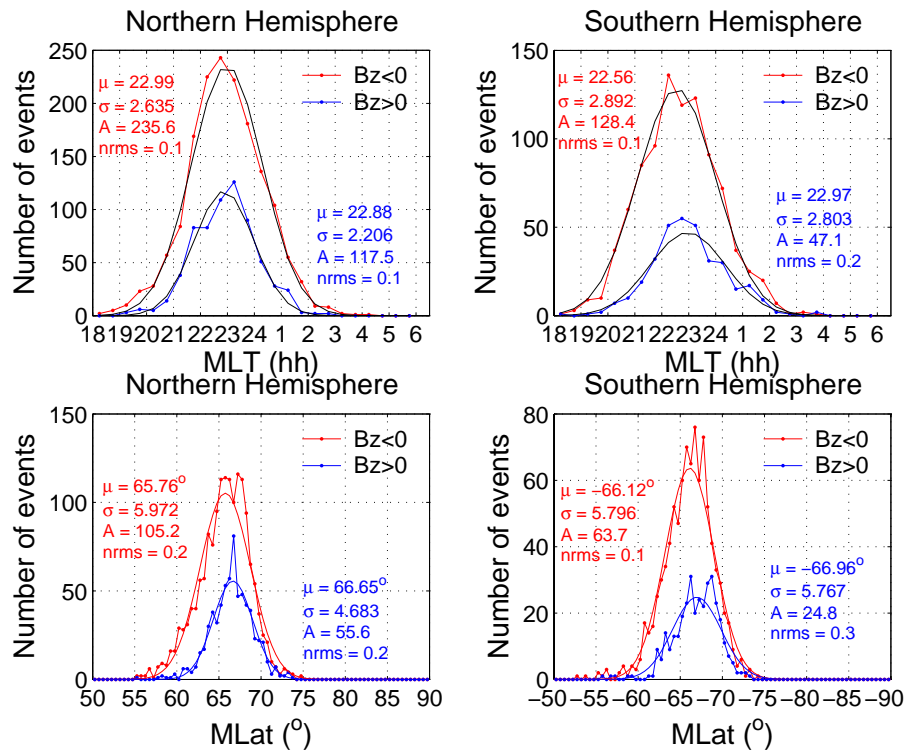 Northern Hemisphere
Number of events
250
200
150
100
50
0
μ = 22.99
σ = 2.635
A = 235.6
nrms = 0.1
Bz<0
Bz>0
μ = 22.88
σ = 2.206
A = 117.5
nrms = 0.1
18 19 20 21 22 23 24 1 2 3 4 5 6
MLT (hh)
Southern Hemisphere
Number of events
150
100
50
0
μ = 22.56
σ = 2.892
A = 128.4
nrms = 0.1
Bz<0
Bz>0
μ = 22.97
σ = 2.803
A = 47.1
nrms = 0.2
18 19 20 21 22 23 24 1 2 3 4 5 6
MLT (hh)
Northern Hemisphere
Number of events
150
100
50
0
μ = 65.76°
σ = 5.972
A = 105.2
nrms = 0.2
Bz<0
Bz>0
μ = 66.65°
σ = 4.683
A = 55.6
nrms = 0.2
50 55 60 65 70 75 80 85 90
MLat (°)
Southern Hemisphere
Number of events
80
60
40
20
0
μ = −66.12°
σ = 5.796
A = 63.7
nrms = 0.1
Bz<0
Bz>0
μ = −66.96°
σ = 5.767
A = 24.8
nrms = 0.3
−50 −55 −60 −65 −70 −75 −80 −85 −90
MLat (°)